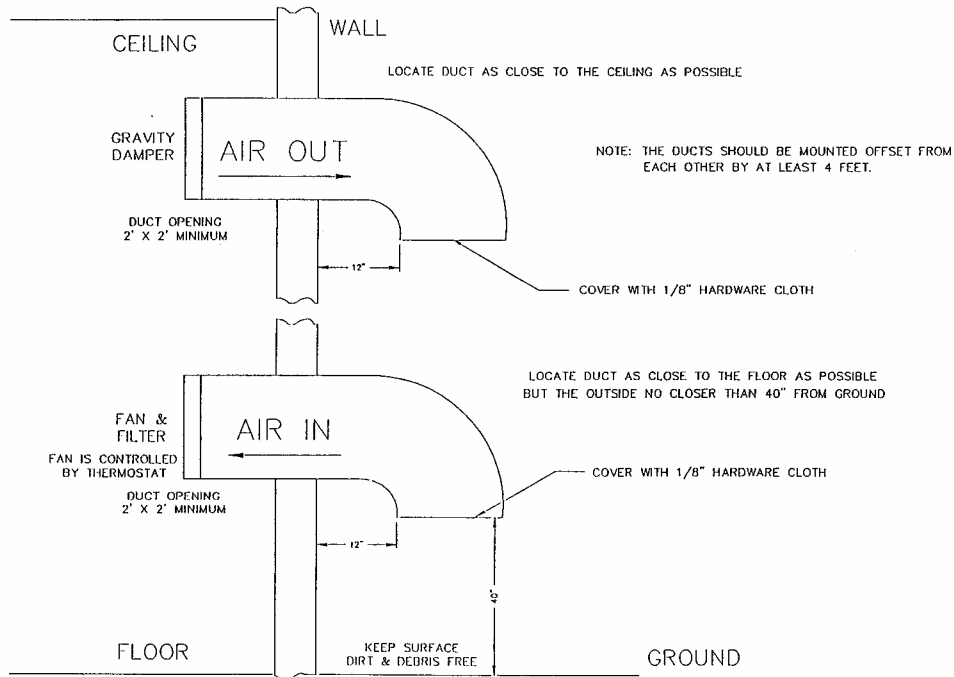 WALL
CEILING
LOCATE DUCT AS CLOSE TO THE CEILING AS POSSIBLE
GRAVITY
DAMPER
AIR OUT
NOTE: THE DUCTS SHOULD BE MOUNTED OFFSET FROM
EACH OTHER BY AT LEAST 4 FEET.
DUCT OPENING
2' X 2' MINIMUM
12"
COVER WITH 1/8" HARDWARE CLOTH
LOCATE DUCT AS CLOSE TO THE FLOOR AS POSSIBLE
BUT THE OUTSIDE NO CLOSER THAN 40" FROM GROUND
FAN &
FILTER
AIR IN
FAN IS CONTROLLED
BY THERMOSTAT
COVER WITH 1/8" HARDWARE CLOTH
DUCT OPENING
2' X 2' MINIMUM
12"
40"
FLOOR
KEEP SURFACE
DIRT & DEBRIS FREE
GROUND